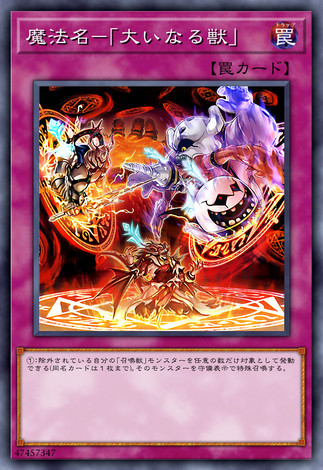 魔法名－「大いなる獣」
トラップ
罠
【罠カード】
①：除外されている自分の「召喚獣」モンスターを任意の数だけ対象として発動
できる(同名カードは１枚まで)。そのモンスターを守備表示で特殊召喚する。
47457347